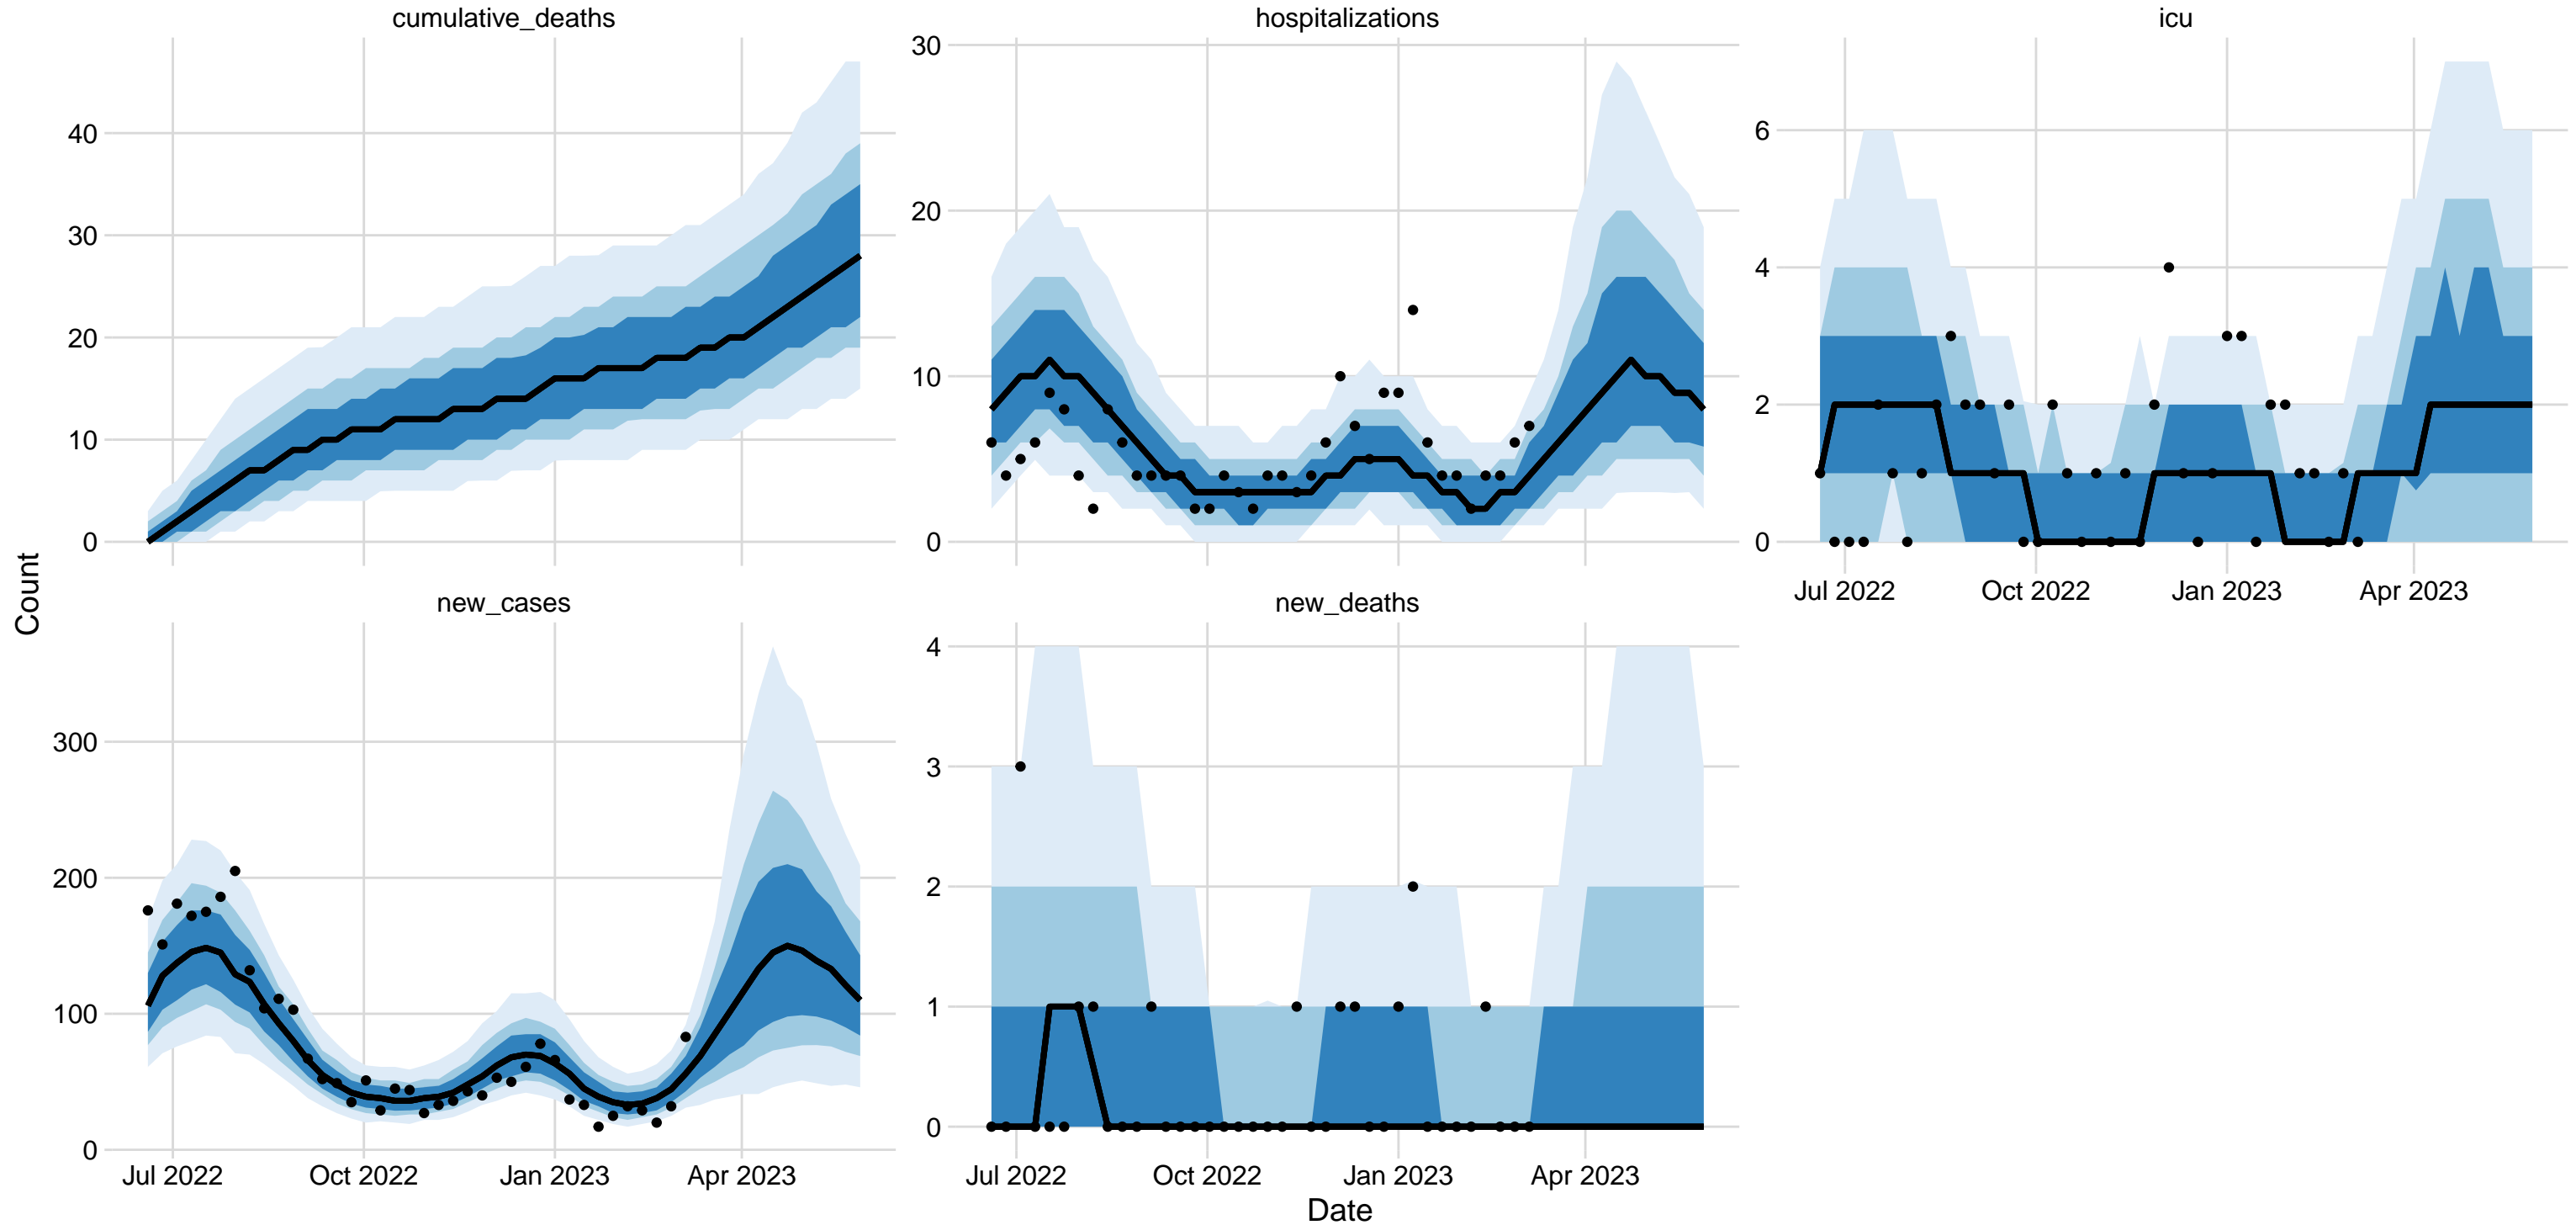 cumulative_deaths
hospitalizations
icu
40
30
20
10
0
30
20
10
0
6
4
2
0
Jul 2022
Oct 2022
Jan 2023
Apr 2023
Count
new_cases
new_deaths
300
200
100
0
4
3
2
1
0
Jul 2022
Oct 2022
Jan 2023
Apr 2023
Jul 2022
Oct 2022
Jan 2023
Apr 2023
Date